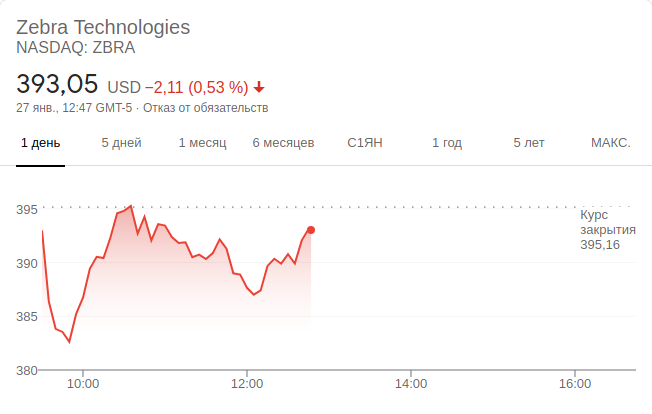 Zebra Technologies
NASDAQ: ZBRA
393,05 USD −2,11 (0,53 %)
27 янв., 12:47 GMT-5 · Отказ от обязательств
1 день 5 дней 1 месяц 6 месяцев С1ЯН 1 год 5 лет МАКС.
395
Курс
закрытия
395,16
390
385
380
10:00 12:00 14:00 16:00